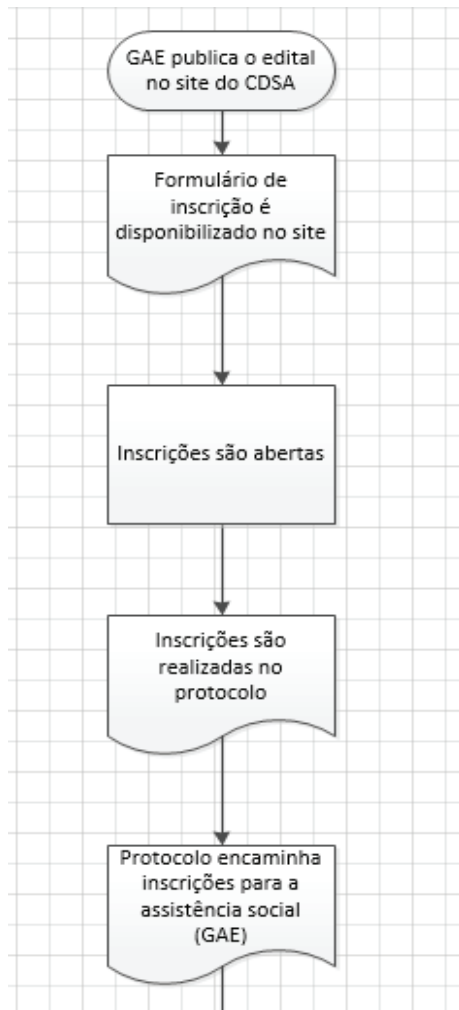 GAE publica o edital
no site do CDSA
Formulário de
inscrição é
disponibilizado no site
Inscrições são abertas
Inscrições são
realizadas no
protocolo
Protocolo encaminha
inscrições para a
assistência social
(GAE)